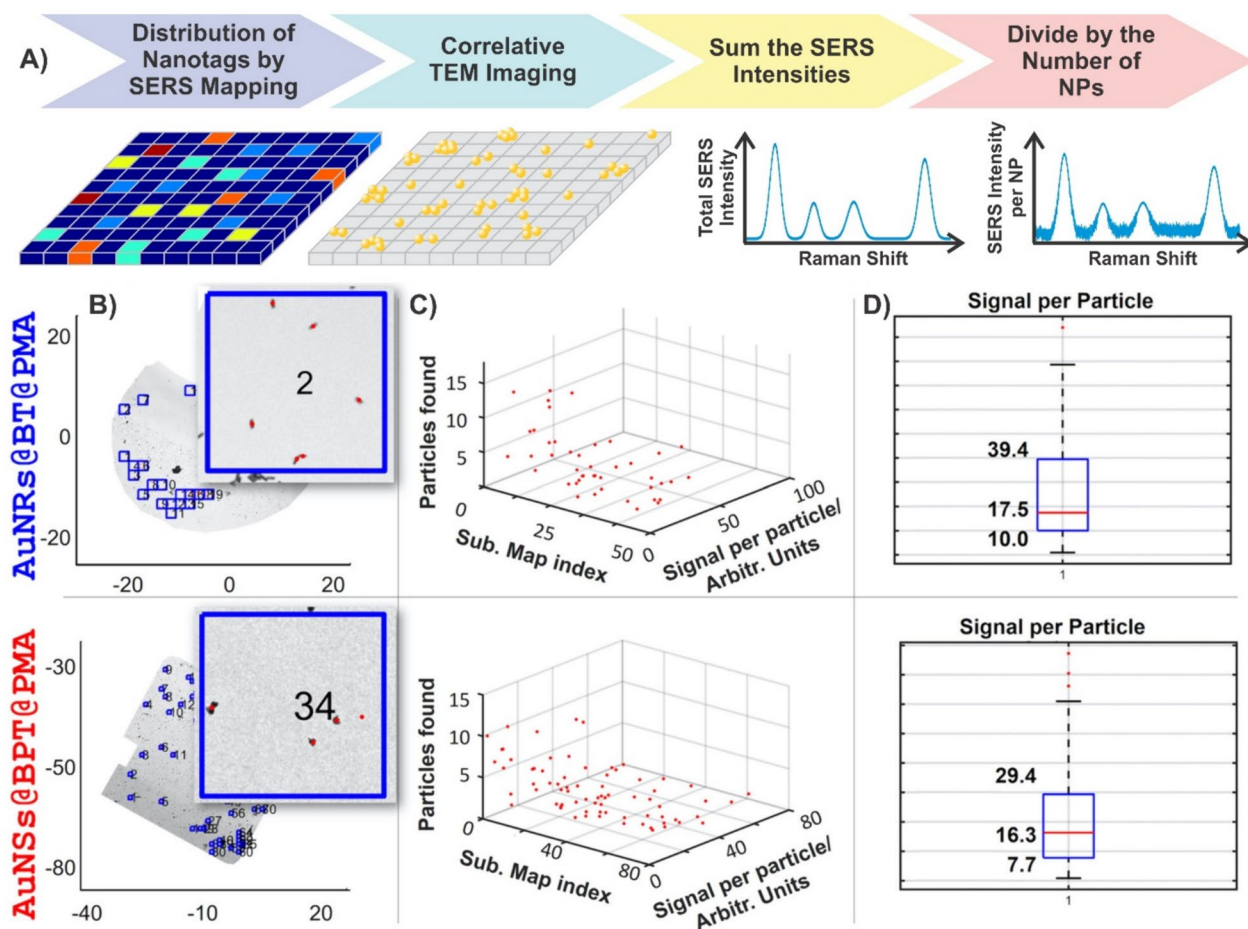 A)
Distribution of
Nanotags by
SERS Mapping
Correlative
TEM Imaging
Sum the SERS
Intensities
Divide by the
Number of
NPs
Total SERS
Intensity
Raman Shift
SERS Intensity
per NP
Raman Shift
AuNRs@BT@PMA
B)
20
0
-20
-20
0
20
2
C)
Particles found
15
10
5
0
0
25
50
Sub. Map index
0
50
100
Signal per particle/
Arbitr. Units
D)
Signal per Particle
39.4
17.5
10.0
1
AuNSs@BPT@PMA
-30
-50
-80
-40
-10
20
34
Particles found
15
10
5
0
40
80
Sub. Map index
0
40
80
Signal per particle/
Arbitr. Units
Signal per Particle
29.4
16.3
7.7
1